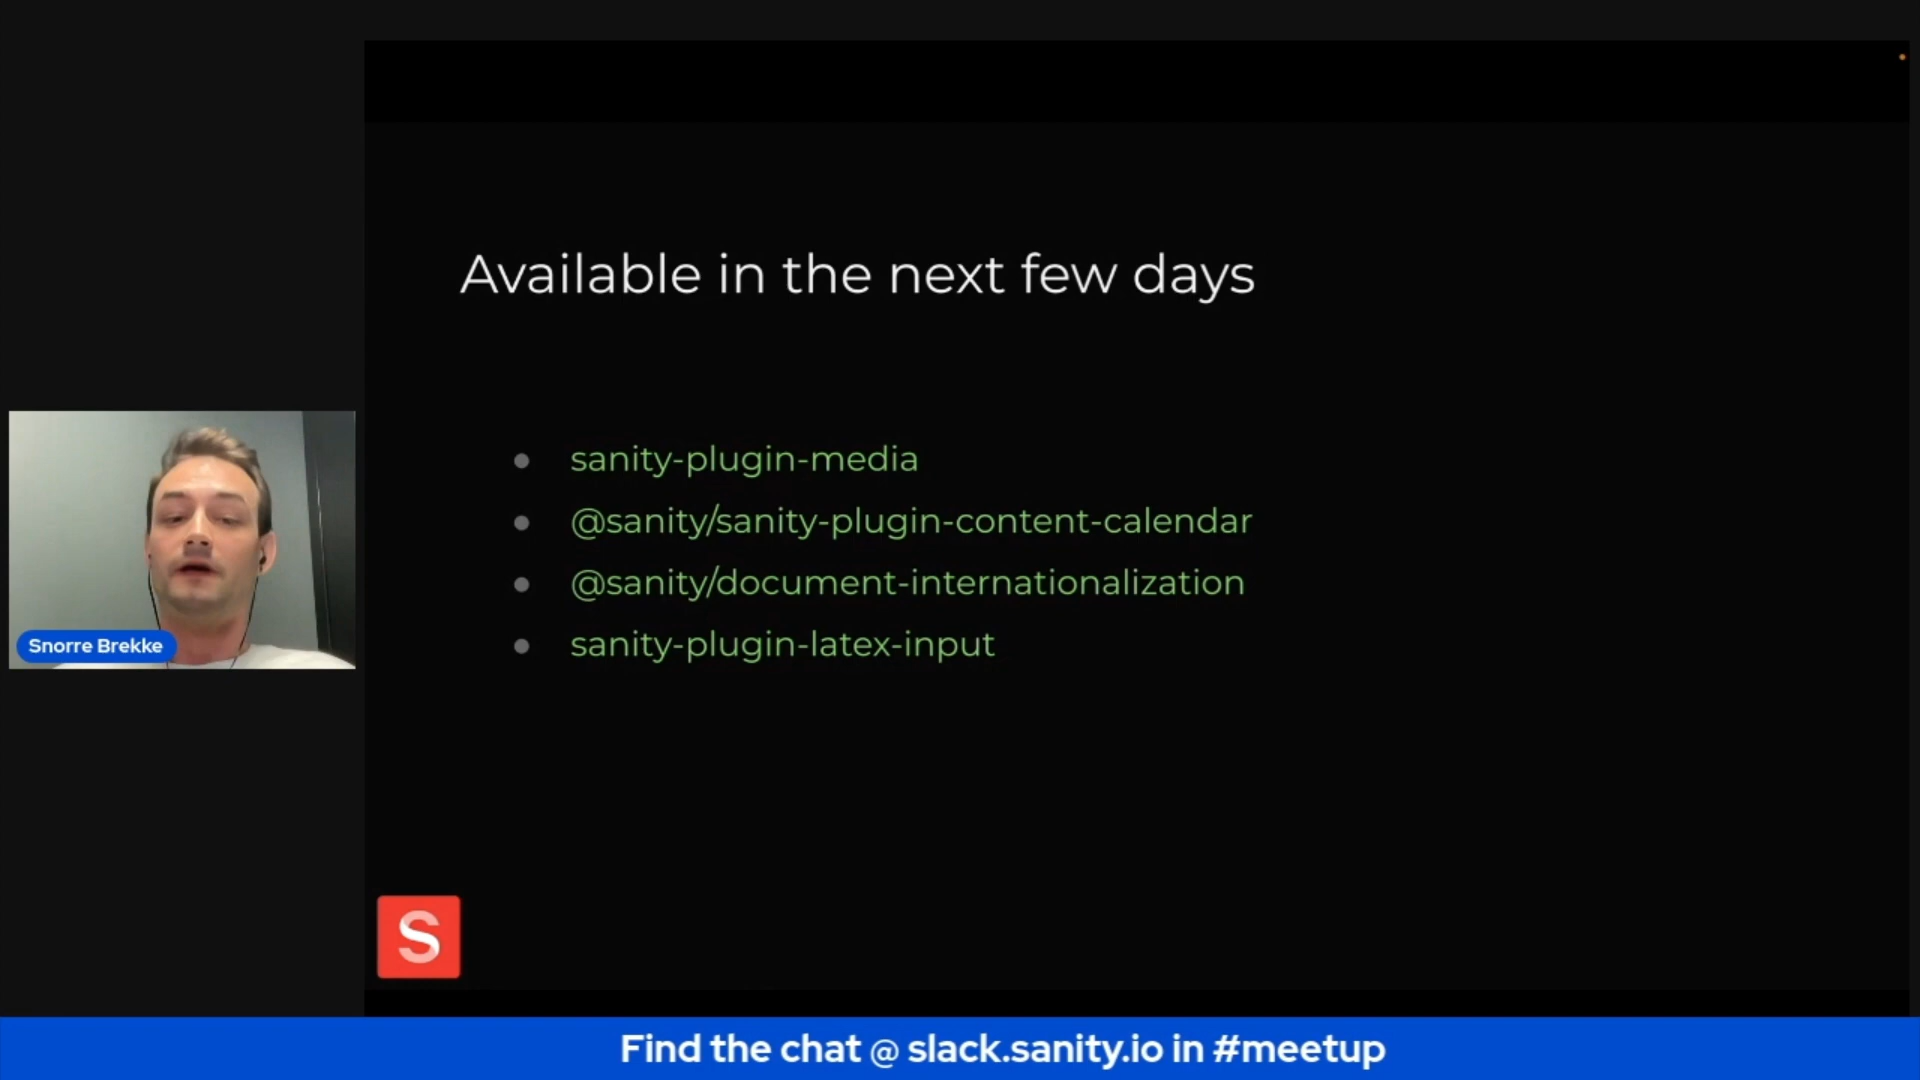 Available in the next few days
sanity-plugin-media
@sanity/sanity-plugin-content-calendar
@sanity/document-internationalization
sanity-plugin-latex-input
Snorre Brekke
S
Find the chat @ slack.sanity.io in #meetup